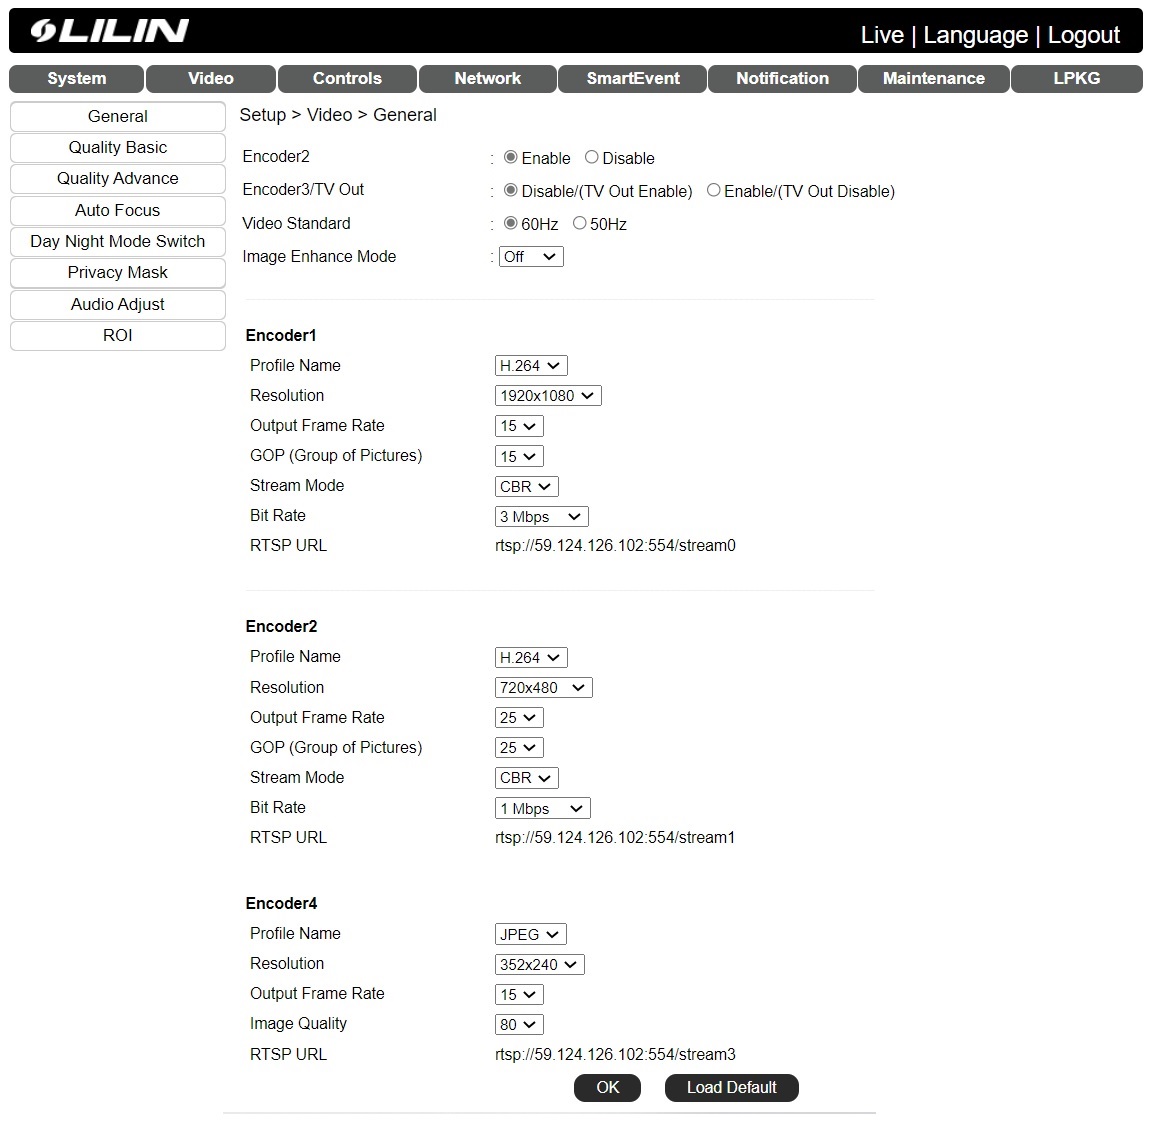 LILIN
Live | Language | Logout
System Video Controls Network SmartEvent Notification Maintenance LPKG
General
Quality Basic
Quality Advance
Auto Focus
Day Night Mode Switch
Privacy Mask
Audio Adjust
ROI
Setup > Video > General
Encoder2 : Enable Disable
Encoder3/TV Out : Disable/(TV Out Enable) Enable/(TV Out Disable)
Video Standard : 60Hz 50Hz
Image Enhance Mode : Off
Encoder1
Profile Name H.264
Resolution 1920x1080
Output Frame Rate 15
GOP (Group of Pictures) 15
Stream Mode CBR
Bit Rate 3 Mbps
RTSP URL rtsp://59.124.126.102:554/stream0
Encoder2
Profile Name H.264
Resolution 720x480
Output Frame Rate 25
GOP (Group of Pictures) 25
Stream Mode CBR
Bit Rate 1 Mbps
RTSP URL rtsp://59.124.126.102:554/stream1
Encoder4
Profile Name JPEG
Resolution 352x240
Output Frame Rate 15
Image Quality 80
RTSP URL rtsp://59.124.126.102:554/stream3
OK Load Default